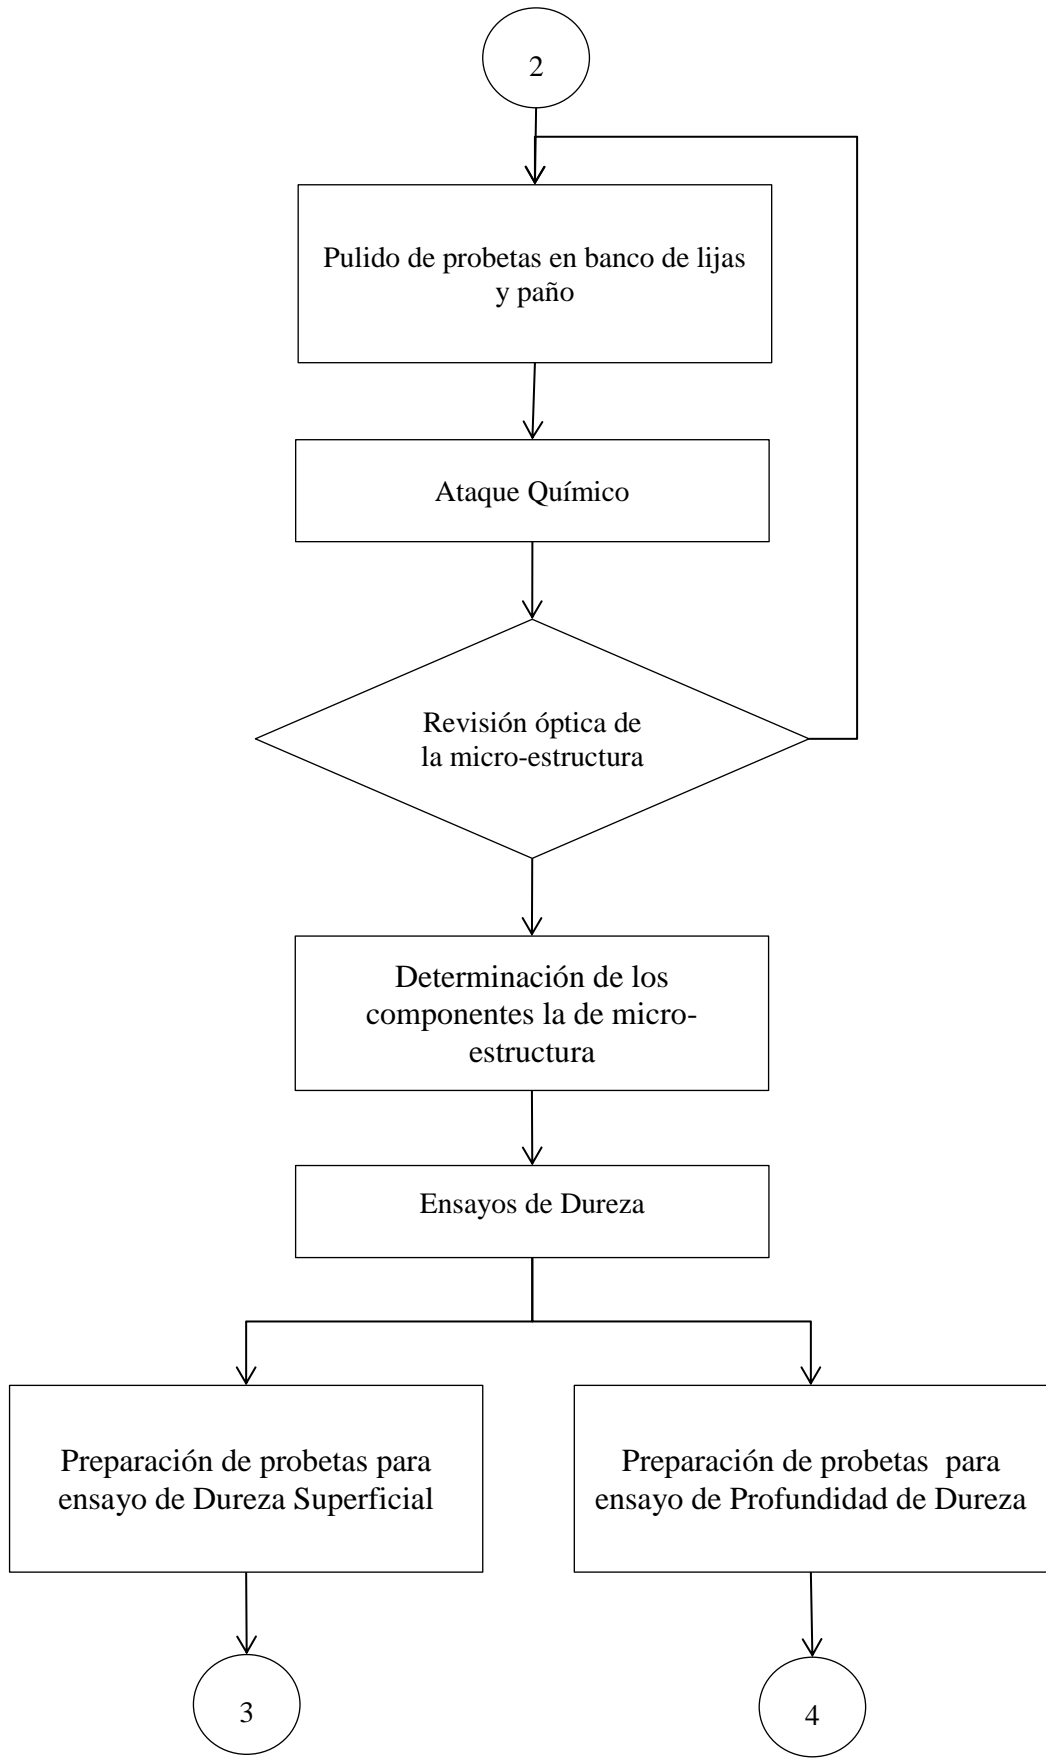 2
Pulido de probetas en banco de lijas
y paño
Ataque Químico
Revisión óptica de
la micro-estructura
Determinación de los
componentes la de micro-
estructura
Ensayos de Dureza
Preparación de probetas para
ensayo de Dureza Superficial
Preparación de probetas  para
ensayo de Profundidad de Dureza
3
4